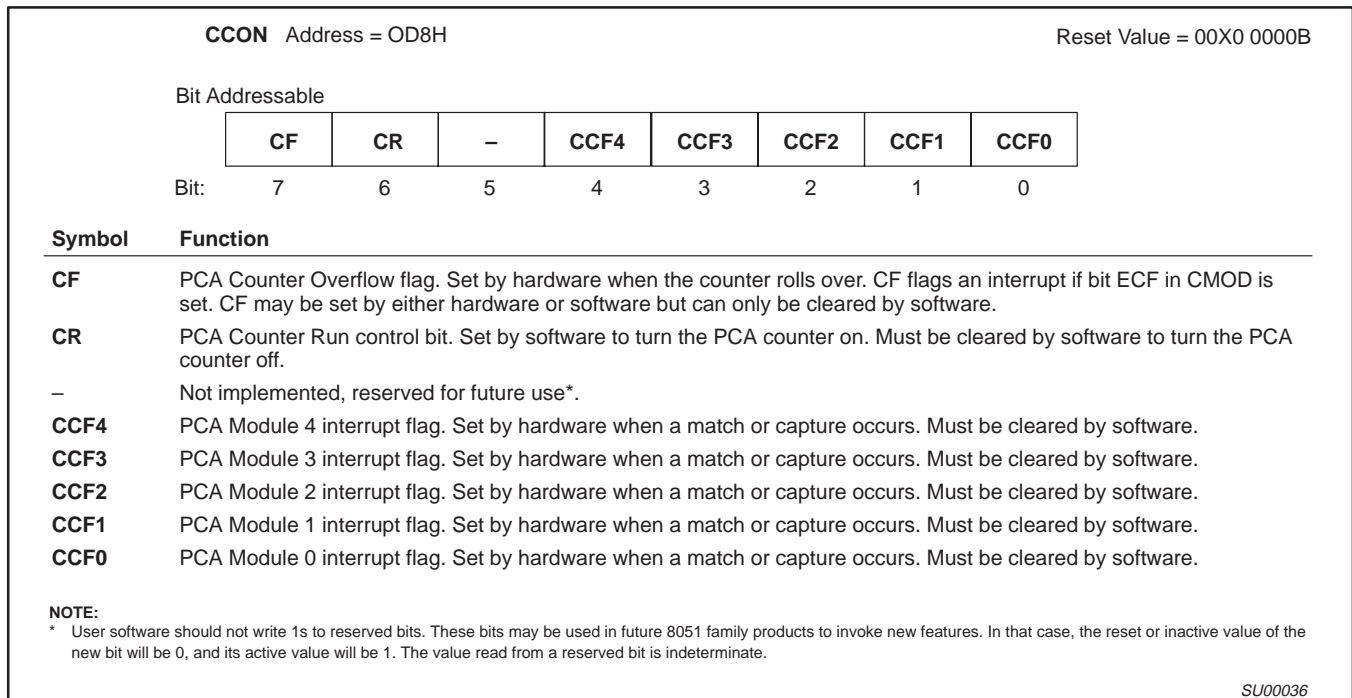 CCON Address = OD8H Reset Value = 00X0 0000B
Bit Addressable
CF CR – CCF4 CCF3 CCF2 CCF1 CCF0
Bit: 7 6 5 4 3 2 1 0
Symbol Function
CF PCA Counter Overflow flag. Set by hardware when the counter rolls over. CF flags an interrupt if bit ECF in CMOD is
set. CF may be set by either hardware or software but can only be cleared by software.
CR PCA Counter Run control bit. Set by software to turn the PCA counter on. Must be cleared by software to turn the PCA
counter off.
– Not implemented, reserved for future use*.
CCF4 PCA Module 4 interrupt flag. Set by hardware when a match or capture occurs. Must be cleared by software.
CCF3 PCA Module 3 interrupt flag. Set by hardware when a match or capture occurs. Must be cleared by software.
CCF2 PCA Module 2 interrupt flag. Set by hardware when a match or capture occurs. Must be cleared by software.
CCF1 PCA Module 1 interrupt flag. Set by hardware when a match or capture occurs. Must be cleared by software.
CCF0 PCA Module 0 interrupt flag. Set by hardware when a match or capture occurs. Must be cleared by software.
NOTE:
* User software should not write 1s to reserved bits. These bits may be used in future 8051 family products to invoke new features. In that case, the reset or inactive value of the
new bit will be 0, and its active value will be 1. The value read from a reserved bit is indeterminate.
SU00036